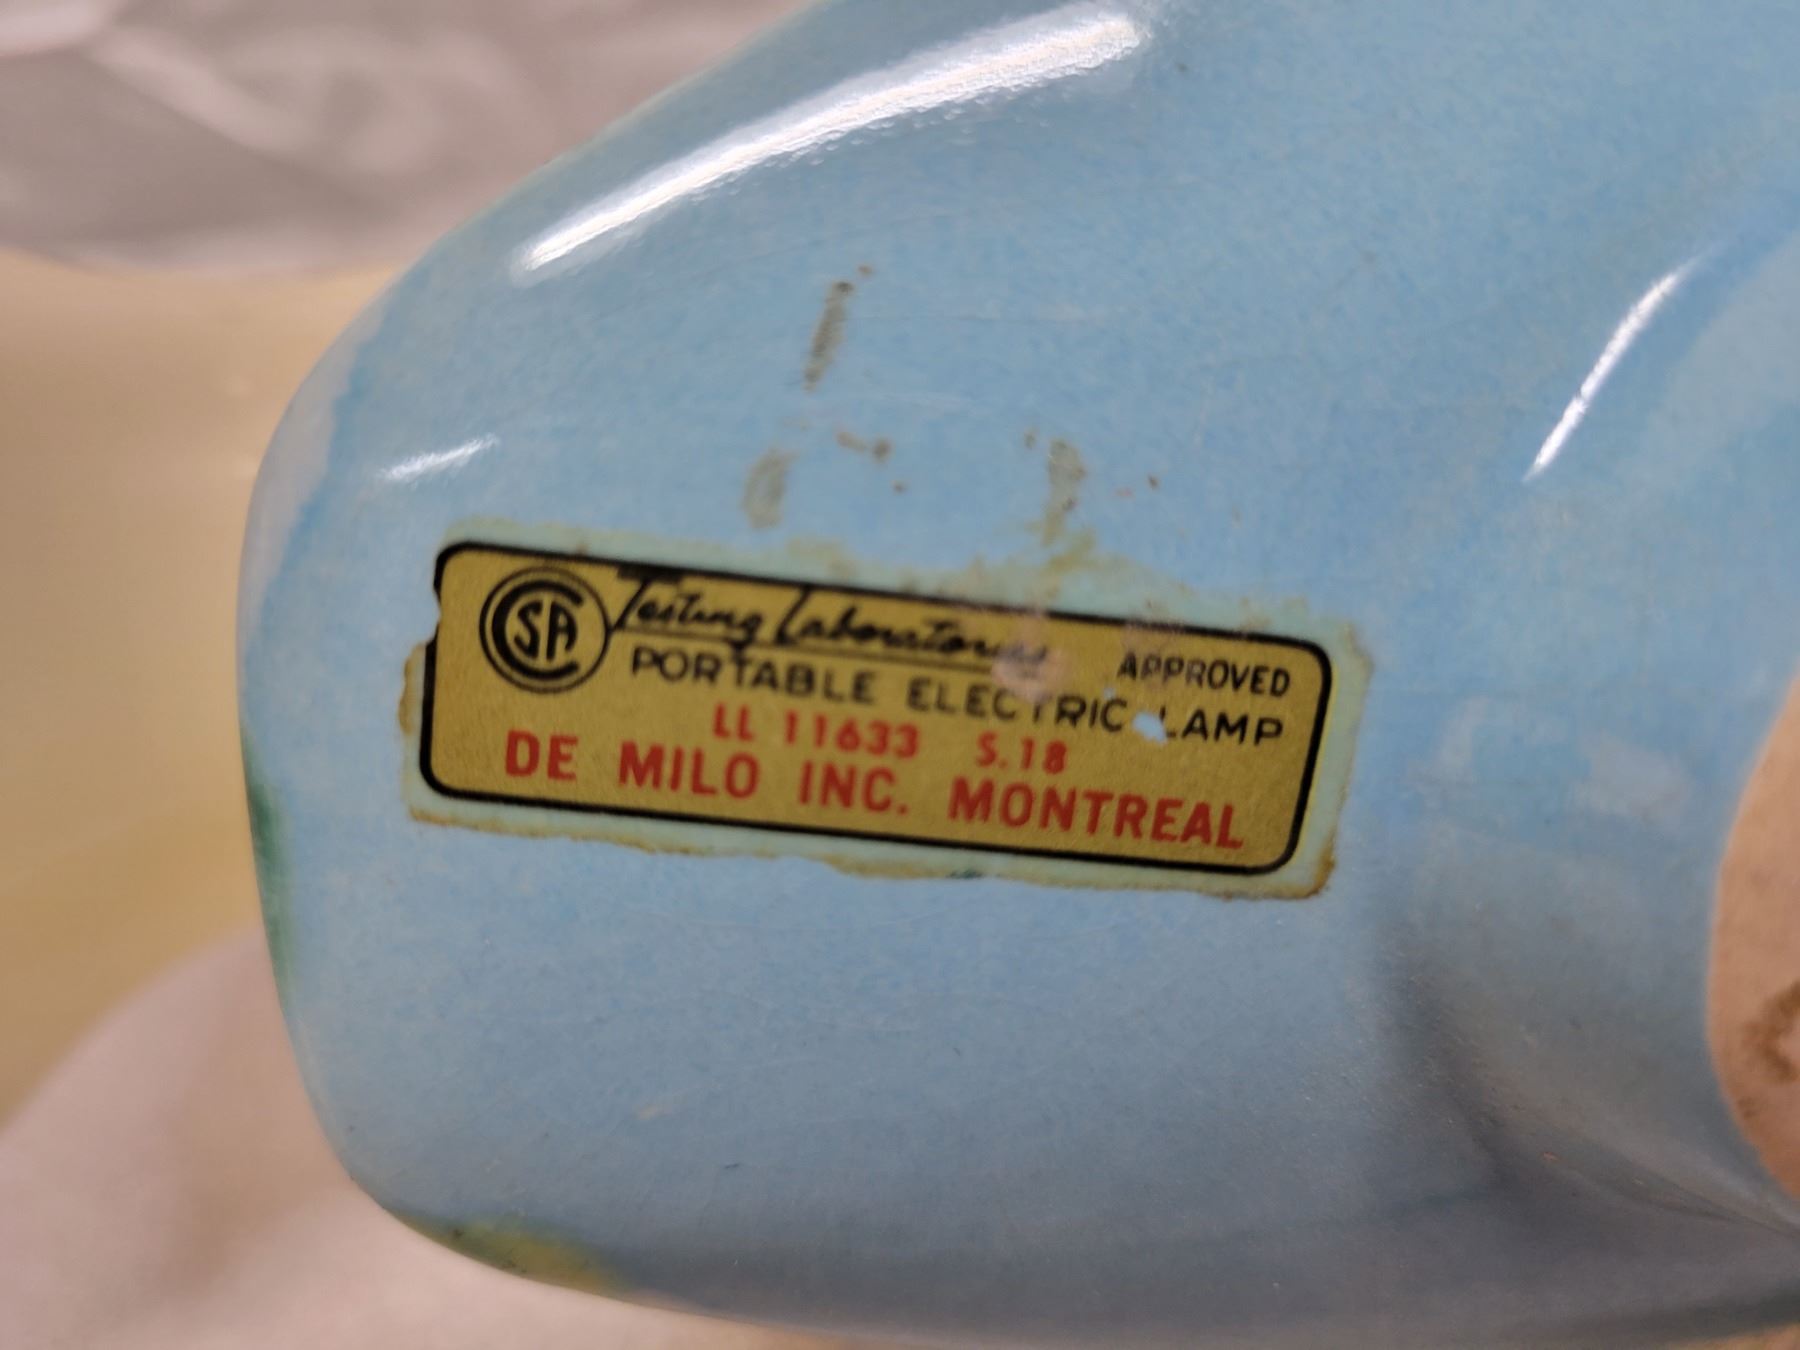 CSA Testing Laboratories APPROVED
PORTABLE ELECTRIC LAMP
LL 11633 S.18
DE MILO INC. MONTREAL